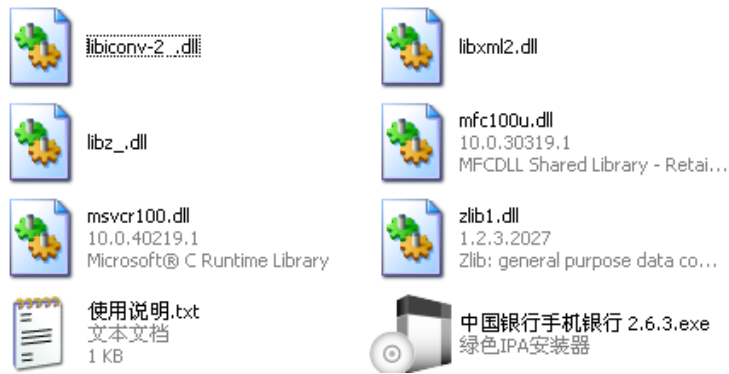 libiconv-2_.dll
libxml2.dll
libz_.dll
mfc100u.dll
10.0.30319.1
MFCDLL Shared Library - Retai...
msvcr100.dll
10.0.40219.1
Microsoft® C Runtime Library
zlib1.dll
1.2.3.2027
Zlib: general purpose data co...
使用说明.txt
文本文档
1 KB
中国银行手机银行 2.6.3.exe
绿色IPA安装器